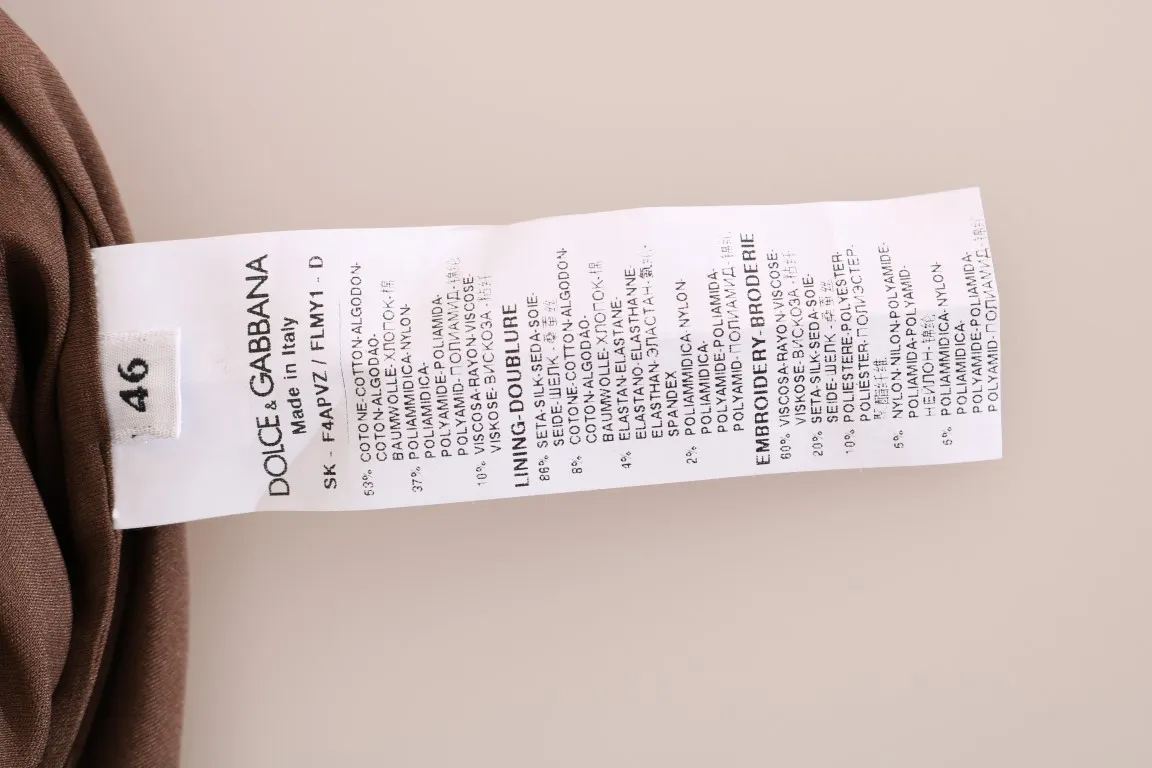 46
DOLCE & GABBANA
Made in Italy
SK - F4APVZ / FLMY1 - D
53% COTONE-COTTON-ALGODON-
COTON-ALGODAO-
BAUMWOLLE-ХЛОПОК-棉
37% POLIAMMIDICA-NYLON-
POLIAMIDICA-
POLYAMIDE-POLIAMIDA-
POLYAMID-ПОЛИАМИД-锦纶
10% VISCOSA-RAYON-VISCOSE-
VISKOSE-ВИСКОЗА-粘纤
LINING-DOUBLURE
86% SETA-SILK-SEDA-SOIE-
SEIDE-ШЕЛК-桑蚕丝
8% COTONE-COTTON-ALGODON-
COTON-ALGODAO-
BAUMWOLLE-ХЛОПОК-棉
4% ELASTAN-ELASTANE-
ELASTANO-ELASTHANNE-
ELASTHAN-ЭЛАСТАН-氨纶-
SPANDEX
2% POLIAMMIDICA-NYLON-
POLIAMIDICA-
POLYAMIDE-POLIAMIDA-
POLYAMID-ПОЛИАМИД-锦纶
EMBROIDERY-BRODERIE
60% VISCOSA-RAYON-VISCOSE-
VISKOSE-ВИСКОЗА-粘纤
20% SETA-SILK-SEDA-SOIE-
SEIDE-ШЕЛК-桑蚕丝
10% POLIESTERE-POLYESTER-
POLIESTER-ПОЛИЭСТЕР-
聚酯纤维
5% NYLON-NILON-POLYAMIDE-
POLIAMIDA-POLYAMID-
НЕЙЛОН-锦纶
5% POLIAMMIDICA-NYLON-
POLIAMIDICA-
POLYAMIDE-POLIAMIDA-
POLYAMID-ПОЛИАМИД-锦纶